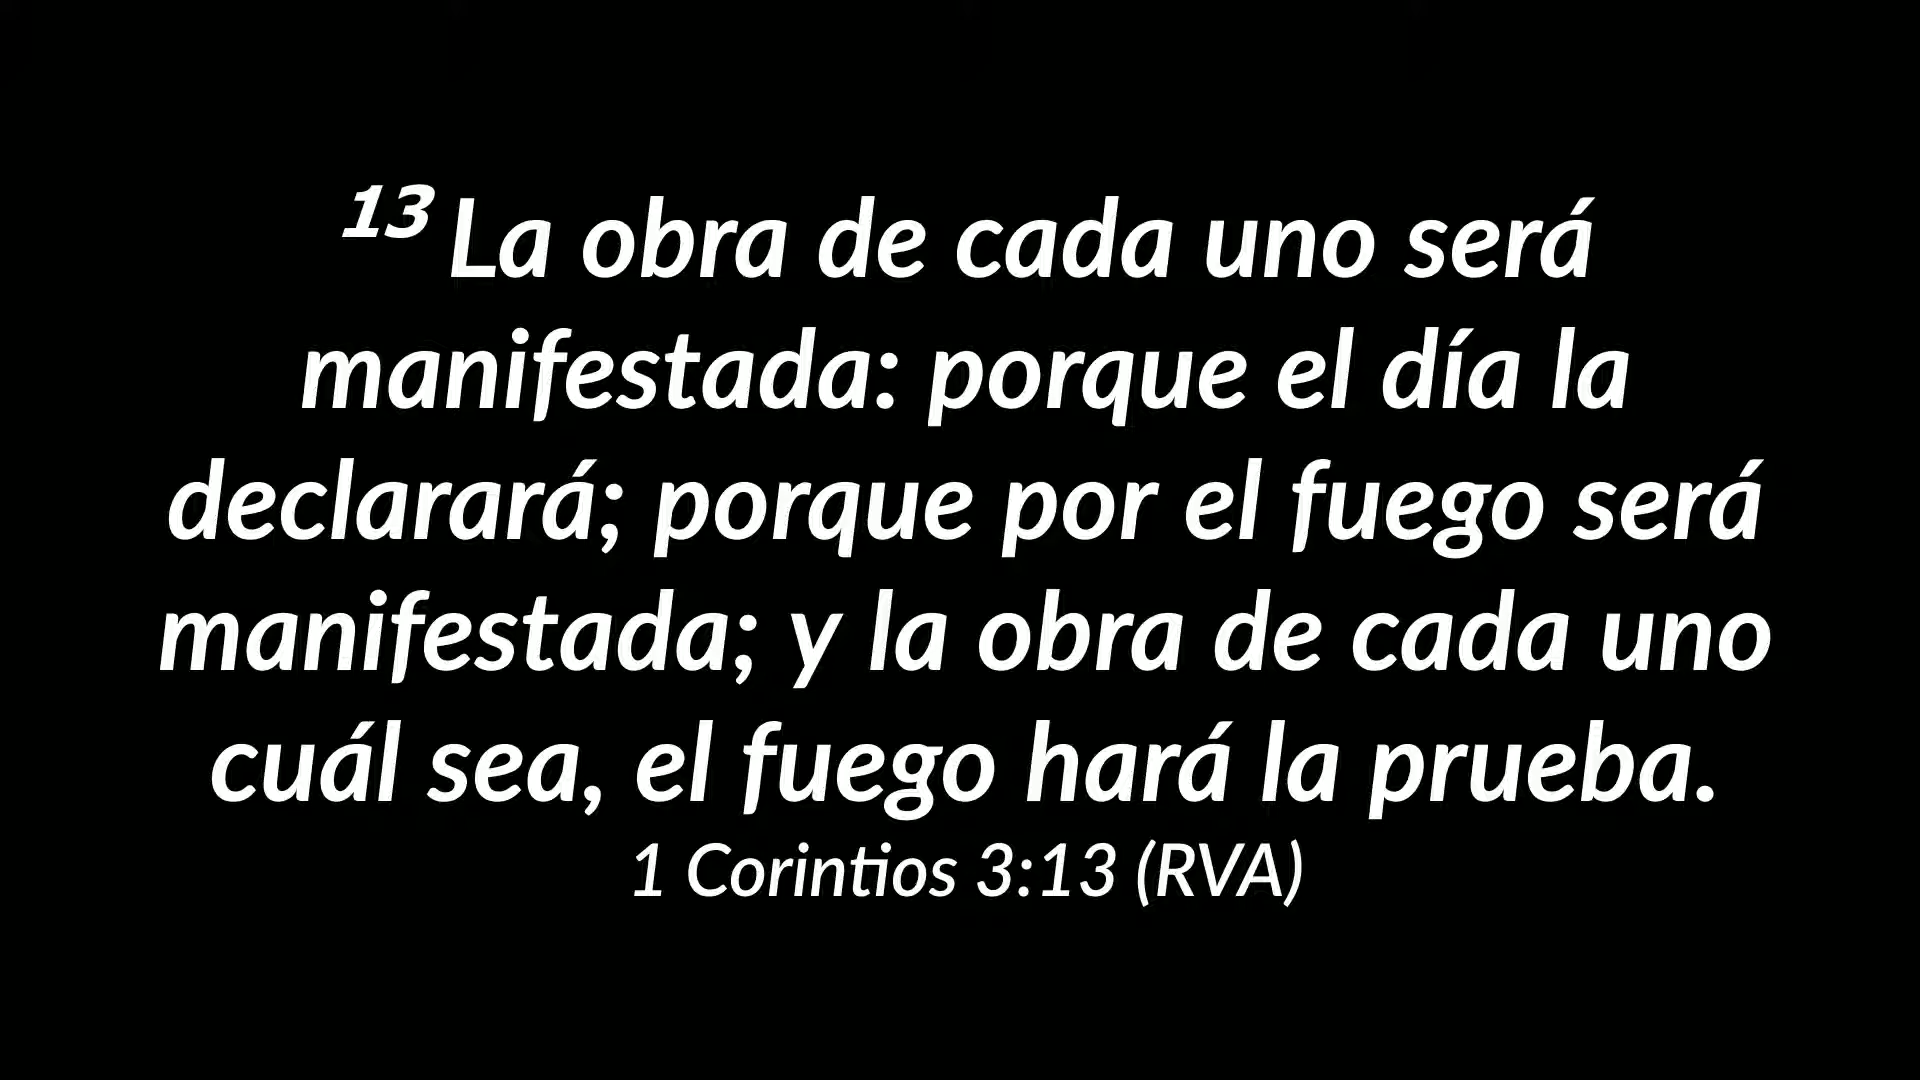 13 La obra de cada uno será
manifestada: porque el día la
declarará; porque por el fuego será
manifestada; y la obra de cada uno
cuál sea, el fuego hará la prueba.
1 Corintios 3:13 (RVA)